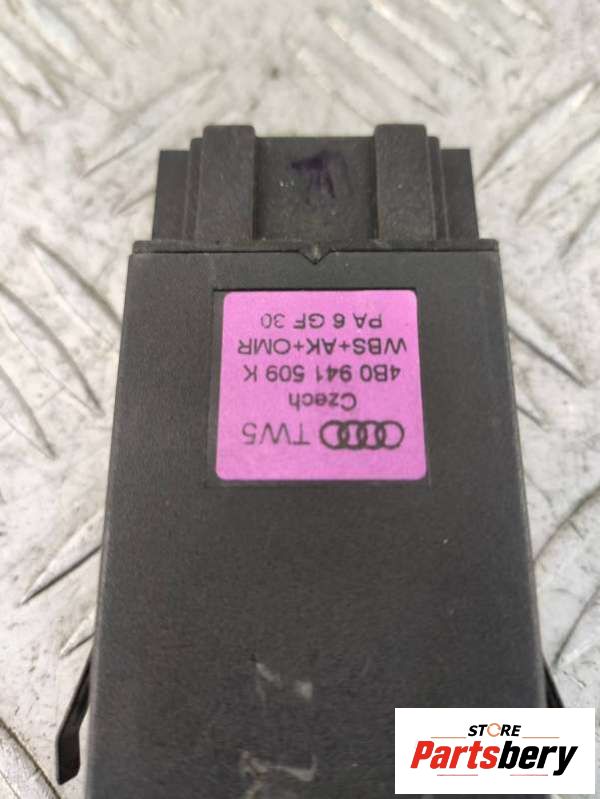 TW5
Czech
4B0 941 509 K
WBS+AK+OMR
PA 6 GF 30
STORE
Partsbery